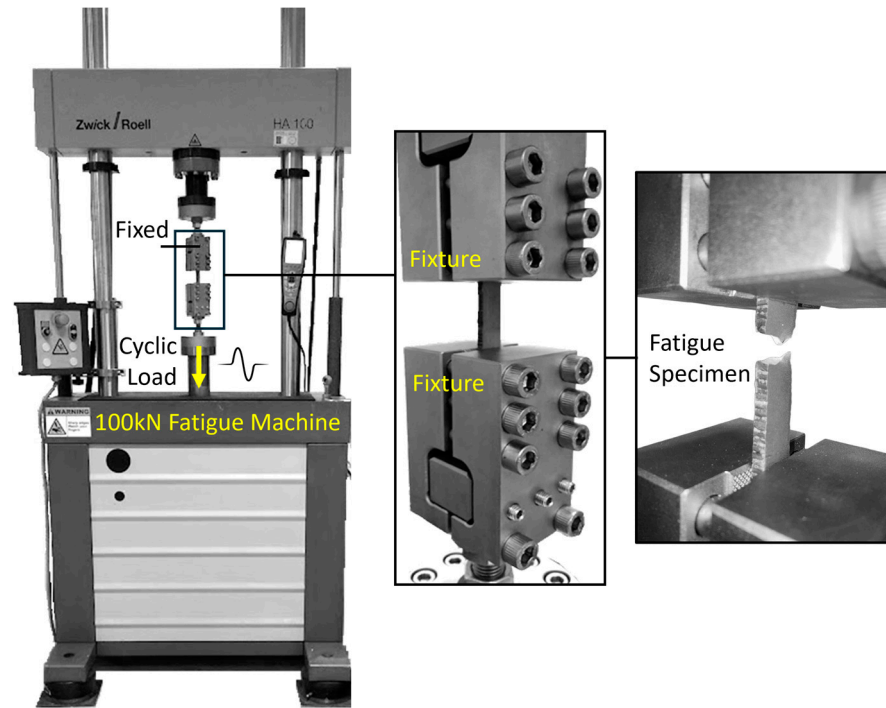 Zwick / Roell
HA 100
Fixed
Cyclic
Load
WARNING
100kN Fatigue Machine
Fixture
Fixture
Fatigue
Specimen